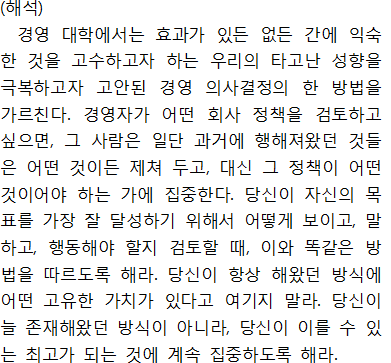 (해석)
경영 대학에서는 효과가 있든 없든 간에 익숙
한 것을 고수하고자 하는 우리의 타고난 성향을
극복하고자 고안된 경영 의사결정의 한 방법을
가르친다. 경영자가 어떤 회사 정책을 검토하고
싶으면, 그 사람은 일단 과거에 행해져왔던 것들
은 어떤 것이든 제쳐 두고, 대신 그 정책이 어떤
것이어야 하는 가에 집중한다. 당신이 자신의 목
표를 가장 잘 달성하기 위해서 어떻게 보이고, 말
하고, 행동해야 할지 검토할 때, 이와 똑같은 방
법을 따르도록 해라. 당신이 항상 해왔던 방식에
어떤 고유한 가치가 있다고 여기지 말라. 당신이
늘 존재해왔던 방식이 아니라, 당신이 이룰 수 있
는 최고가 되는 것에 계속 집중하도록 해라.